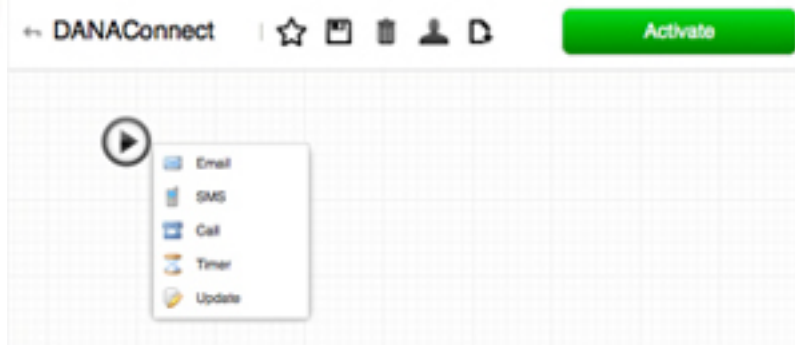 DANAConnect
Activate
Email
SMS
Call
Timer
Update